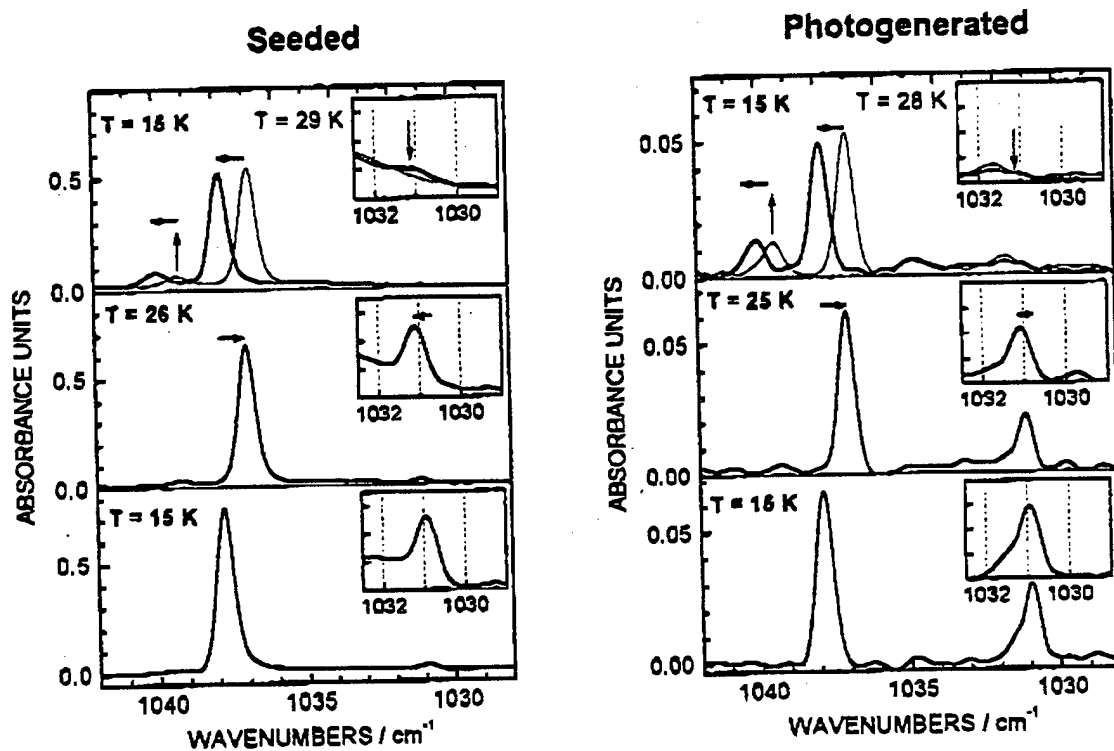 Seeded
T = 15 K
T = 29 K
1032
1030
0.5
0.0
T = 26 K
1032
1030
0.5
0.0
T = 15 K
1032
1030
0.5
0.0
1040
1035
1030
ABSORBANCE UNITS
WAVENUMBERS / cm⁻¹
Photogenerated
T = 15 K
T = 28 K
1032
1030
0.05
0.00
T = 25 K
1032
1030
0.05
0.00
T = 15 K
1032
1030
0.05
0.00
1040
1035
1030
ABSORBANCE UNITS
WAVENUMBERS / cm⁻¹